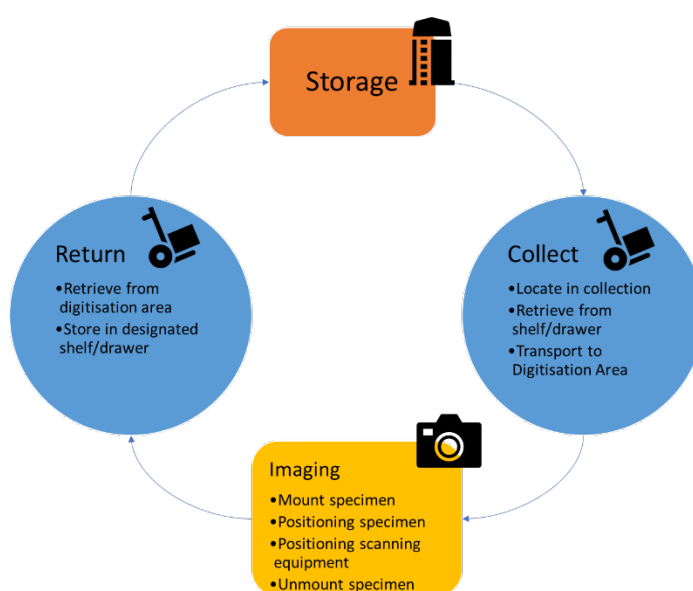 Storage
Return
•Retrieve from
digitisation area
•Store in designated
shelf/drawer
Collect
•Locate in collection
•Retrieve from
shelf/drawer
•Transport to
Digitisation Area
Imaging
•Mount specimen
•Positioning specimen
•Positioning scanning
equipment
•Unmount specimen